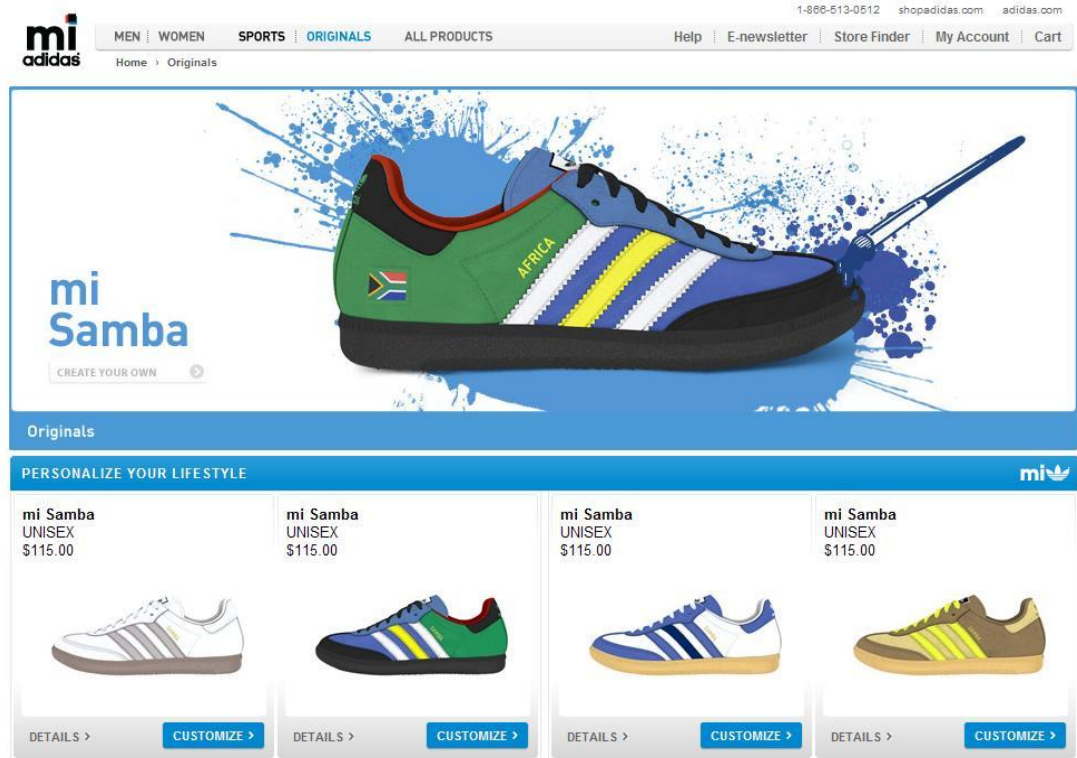 1-866-513-0512 shopadidas.com adidas.com
mi
adidas
MEN WOMEN SPORTS ORIGINALS ALL PRODUCTS Help E-newsletter Store Finder My Account Cart
Home › Originals
AFRICA
mi
Samba
CREATE YOUR OWN
Originals
PERSONALIZE YOUR LIFESTYLE mi
mi Samba
UNISEX
$115.00
DETAILS › CUSTOMIZE ›
mi Samba
UNISEX
$115.00
DETAILS › CUSTOMIZE ›
mi Samba
UNISEX
$115.00
DETAILS › CUSTOMIZE ›
mi Samba
UNISEX
$115.00
DETAILS › CUSTOMIZE ›